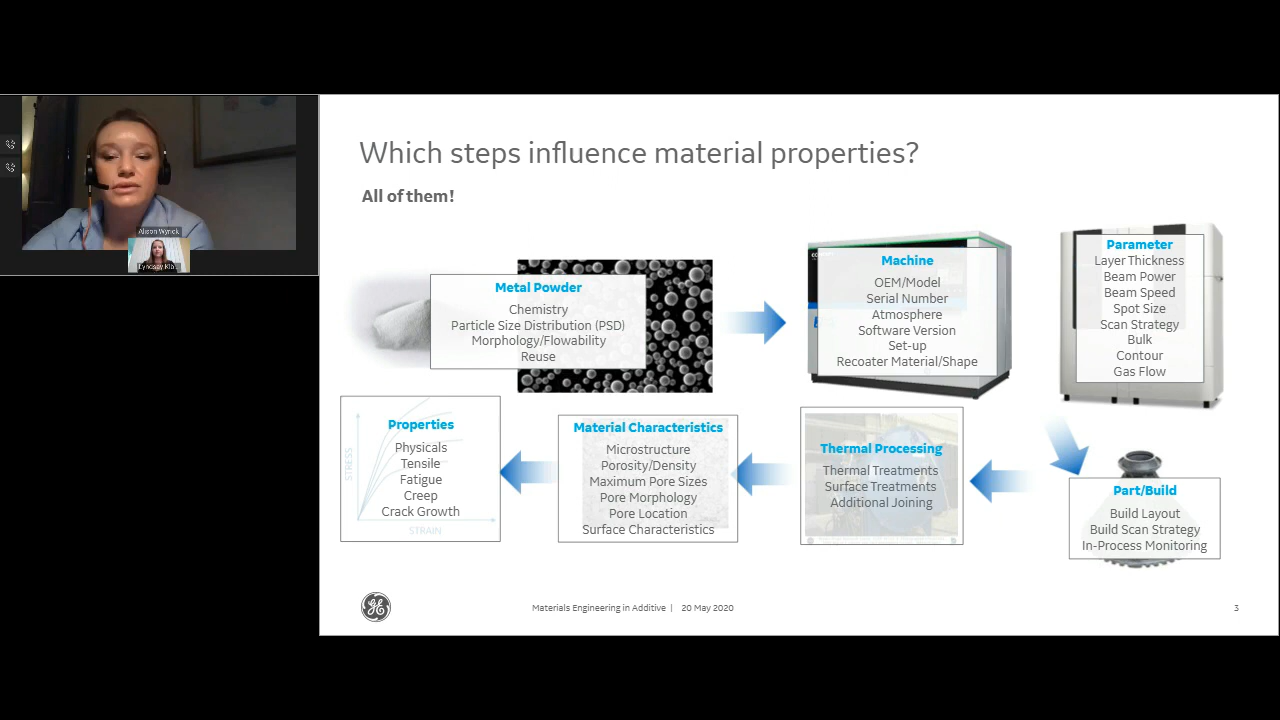 Which steps influence material properties?
All of them!
Alison Wyrick
Metal Powder
Chemistry
Particle Size Distribution (PSD)
Morphology/Flowability
Reuse
Machine
OEM/Model
Serial Number
Atmosphere
Software Version
Set-up
Recoater Material/Shape
Parameter
Layer Thickness
Beam Power
Beam Speed
Spot Size
Scan Strategy
Bulk
Contour
Gas Flow
Part/Build
Build Layout
Build Scan Strategy
In-Process Monitoring
Thermal Processing
Thermal Treatments
Surface Treatments
Additional Joining
Material Characteristics
Microstructure
Porosity/Density
Maximum Pore Sizes
Pore Morphology
Pore Location
Surface Characteristics
Properties
Physicals
Tensile
Fatigue
Creep
Crack Growth
STRESS
STRAIN
GE
Materials Engineering in Additive | 20 May 2020
3